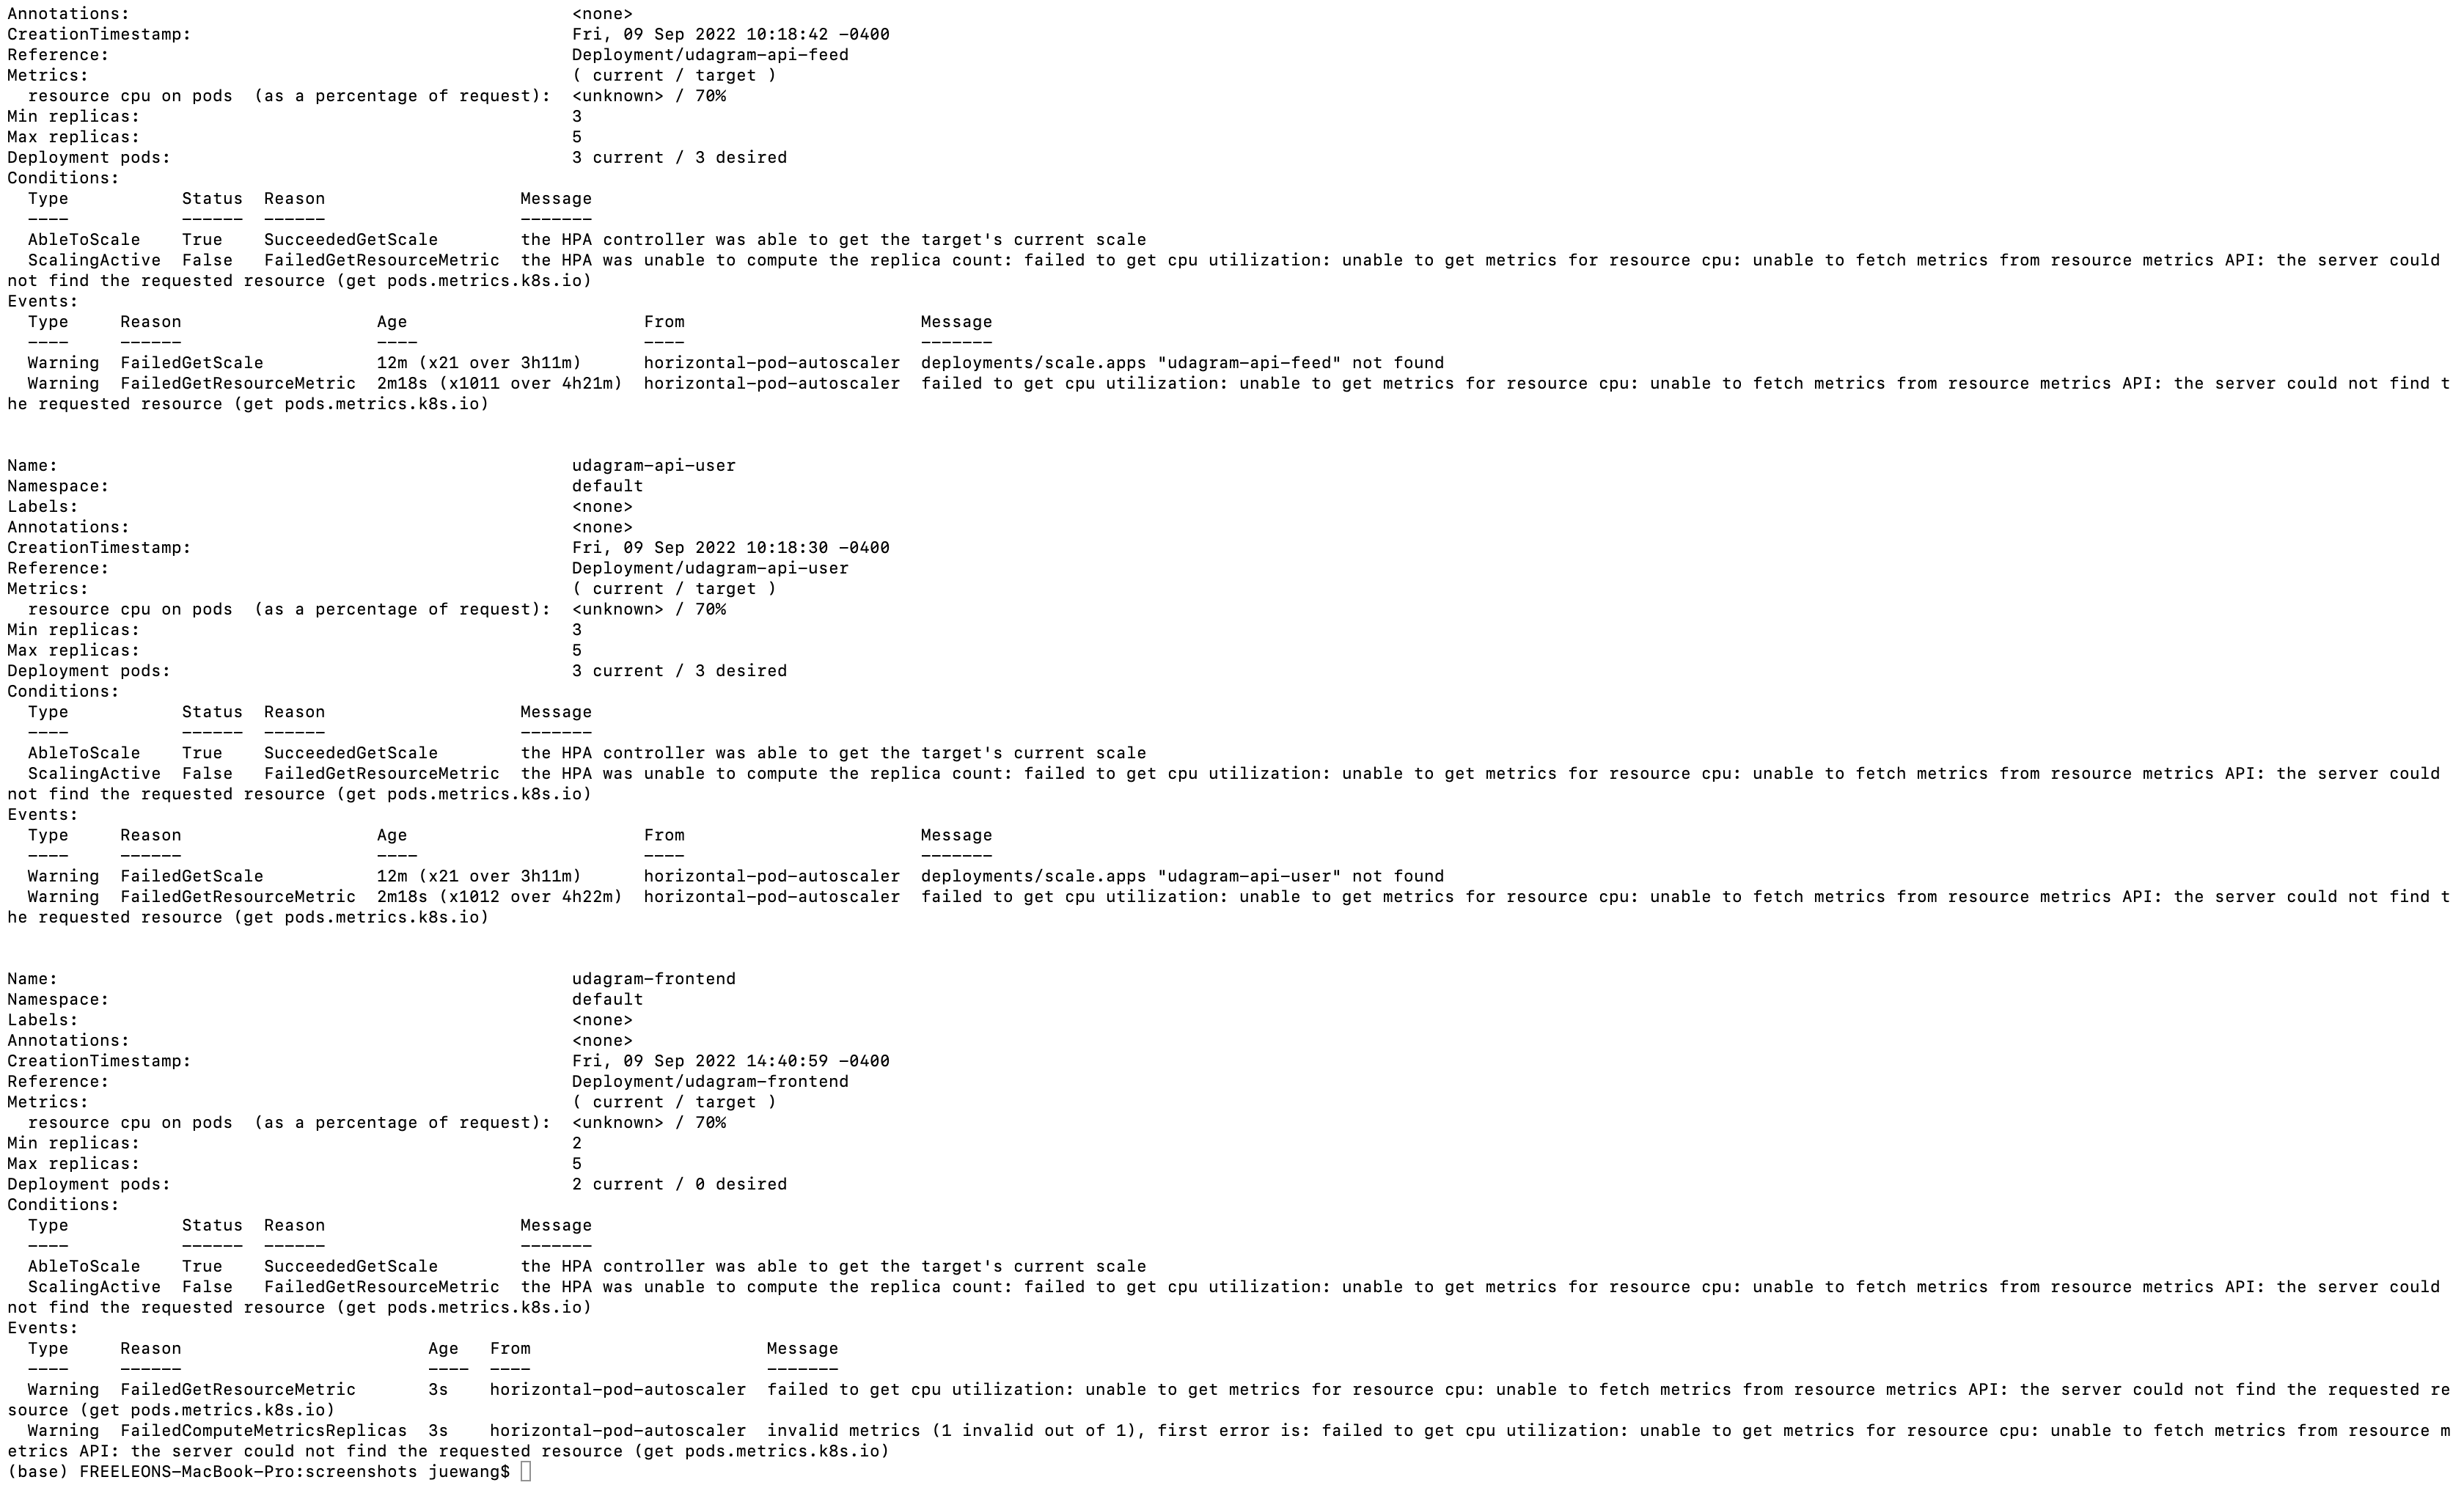 Annotations:                                           <none>
CreationTimestamp:                                     Fri, 09 Sep 2022 10:18:42 -0400
Reference:                                             Deployment/udagram-api-feed
Metrics:                                               ( current / target )
  resource cpu on pods  (as a percentage of request):  <unknown> / 70%
Min replicas:                                          3
Max replicas:                                          5
Deployment pods:                                       3 current / 3 desired
Conditions:
  Type           Status  Reason                   Message
  ----           ------  ------                   -------
  AbleToScale    True    SucceededGetScale        the HPA controller was able to get the target's current scale
  ScalingActive  False   FailedGetResourceMetric  the HPA was unable to compute the replica count: failed to get cpu utilization: unable to get metrics for resource cpu: unable to fetch metrics from resource metrics API: the server could
not find the requested resource (get pods.metrics.k8s.io)
Events:
  Type     Reason                   Age                       From                       Message
  ----     ------                   ----                      ----                       -------
  Warning  FailedGetScale           12m (x21 over 3h11m)      horizontal-pod-autoscaler  deployments/scale.apps "udagram-api-feed" not found
  Warning  FailedGetResourceMetric  2m18s (x1011 over 4h21m)  horizontal-pod-autoscaler  failed to get cpu utilization: unable to get metrics for resource cpu: unable to fetch metrics from resource metrics API: the server could not find t
he requested resource (get pods.metrics.k8s.io)
Name:                                                  udagram-api-user
Namespace:                                             default
Labels:                                                <none>
Annotations:                                           <none>
CreationTimestamp:                                     Fri, 09 Sep 2022 10:18:30 -0400
Reference:                                             Deployment/udagram-api-user
Metrics:                                               ( current / target )
  resource cpu on pods  (as a percentage of request):  <unknown> / 70%
Min replicas:                                          3
Max replicas:                                          5
Deployment pods:                                       3 current / 3 desired
Conditions:
  Type           Status  Reason                   Message
  ----           ------  ------                   -------
  AbleToScale    True    SucceededGetScale        the HPA controller was able to get the target's current scale
  ScalingActive  False   FailedGetResourceMetric  the HPA was unable to compute the replica count: failed to get cpu utilization: unable to get metrics for resource cpu: unable to fetch metrics from resource metrics API: the server could
not find the requested resource (get pods.metrics.k8s.io)
Events:
  Type     Reason                   Age                       From                       Message
  ----     ------                   ----                      ----                       -------
  Warning  FailedGetScale           12m (x21 over 3h11m)      horizontal-pod-autoscaler  deployments/scale.apps "udagram-api-user" not found
  Warning  FailedGetResourceMetric  2m18s (x1012 over 4h22m)  horizontal-pod-autoscaler  failed to get cpu utilization: unable to get metrics for resource cpu: unable to fetch metrics from resource metrics API: the server could not find t
he requested resource (get pods.metrics.k8s.io)
Name:                                                  udagram-frontend
Namespace:                                             default
Labels:                                                <none>
Annotations:                                           <none>
CreationTimestamp:                                     Fri, 09 Sep 2022 14:40:59 -0400
Reference:                                             Deployment/udagram-frontend
Metrics:                                               ( current / target )
  resource cpu on pods  (as a percentage of request):  <unknown> / 70%
Min replicas:                                          2
Max replicas:                                          5
Deployment pods:                                       2 current / 0 desired
Conditions:
  Type           Status  Reason                   Message
  ----           ------  ------                   -------
  AbleToScale    True    SucceededGetScale        the HPA controller was able to get the target's current scale
  ScalingActive  False   FailedGetResourceMetric  the HPA was unable to compute the replica count: failed to get cpu utilization: unable to get metrics for resource cpu: unable to fetch metrics from resource metrics API: the server could
not find the requested resource (get pods.metrics.k8s.io)
Events:
  Type     Reason                        Age   From                       Message
  ----     ------                        ----  ----                       -------
  Warning  FailedGetResourceMetric       3s    horizontal-pod-autoscaler  failed to get cpu utilization: unable to get metrics for resource cpu: unable to fetch metrics from resource metrics API: the server could not find the requested re
source (get pods.metrics.k8s.io)
  Warning  FailedComputeMetricsReplicas  3s    horizontal-pod-autoscaler  invalid metrics (1 invalid out of 1), first error is: failed to get cpu utilization: unable to get metrics for resource cpu: unable to fetch metrics from resource m
etrics API: the server could not find the requested resource (get pods.metrics.k8s.io)
(base) FREELEONS-MacBook-Pro:screenshots juewang$